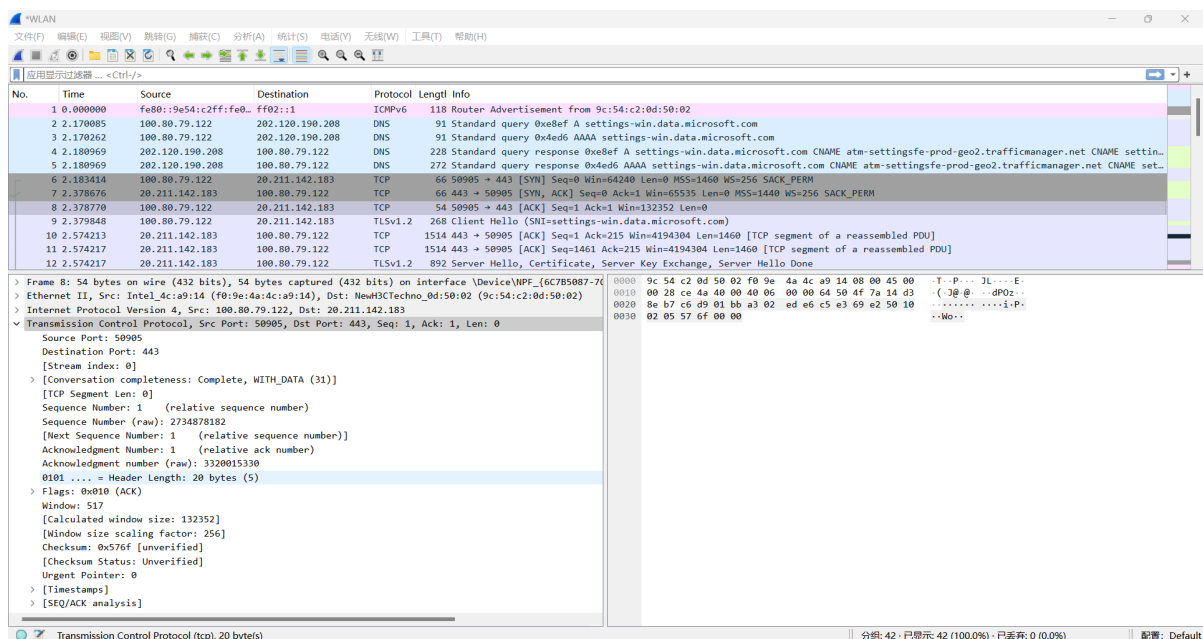 *WLAN
文件(F) 编辑(E) 视图(V) 跳转(G) 捕获(C) 分析(A) 统计(S) 电话(Y) 无线(W) 工具(T) 帮助(H)
应用显示过滤器 … <Ctrl-/>
No. Time Source Destination Protocol Lengtl Info
1 0.000000 fe80::9e54:c2ff:fe0… ff02::1 ICMPv6 118 Router Advertisement from 9c:54:c2:0d:50:02
2 2.170085 100.80.79.122 202.120.190.208 DNS 91 Standard query 0xe8ef A settings-win.data.microsoft.com
3 2.170262 100.80.79.122 202.120.190.208 DNS 91 Standard query 0x4ed6 AAAA settings-win.data.microsoft.com
4 2.180969 202.120.190.208 100.80.79.122 DNS 228 Standard query response 0xe8ef A settings-win.data.microsoft.com CNAME atm-settingsfe-prod-geo2.trafficmanager.net CNAME settin…
5 2.180969 202.120.190.208 100.80.79.122 DNS 272 Standard query response 0x4ed6 AAAA settings-win.data.microsoft.com CNAME atm-settingsfe-prod-geo2.trafficmanager.net CNAME set…
6 2.183414 100.80.79.122 20.211.142.183 TCP 66 50905 → 443 [SYN] Seq=0 Win=64240 Len=0 MSS=1460 WS=256 SACK_PERM
7 2.378676 20.211.142.183 100.80.79.122 TCP 66 443 → 50905 [SYN, ACK] Seq=0 Ack=1 Win=65535 Len=0 MSS=1440 WS=256 SACK_PERM
8 2.378770 100.80.79.122 20.211.142.183 TCP 54 50905 → 443 [ACK] Seq=1 Ack=1 Win=132352 Len=0
9 2.379848 100.80.79.122 20.211.142.183 TLSv1.2 268 Client Hello (SNI=settings-win.data.microsoft.com)
10 2.574213 20.211.142.183 100.80.79.122 TCP 1514 443 → 50905 [ACK] Seq=1 Ack=215 Win=4194304 Len=1460 [TCP segment of a reassembled PDU]
11 2.574217 20.211.142.183 100.80.79.122 TCP 1514 443 → 50905 [ACK] Seq=1461 Ack=215 Win=4194304 Len=1460 [TCP segment of a reassembled PDU]
12 2.574217 20.211.142.183 100.80.79.122 TLSv1.2 892 Server Hello, Certificate, Server Key Exchange, Server Hello Done
> Frame 8: 54 bytes on wire (432 bits), 54 bytes captured (432 bits) on interface \Device\NPF_{6C7B5087-70
> Ethernet II, Src: Intel_4c:a9:14 (f0:9e:4a:4c:a9:14), Dst: NewH3CTechno_0d:50:02 (9c:54:c2:0d:50:02)
> Internet Protocol Version 4, Src: 100.80.79.122, Dst: 20.211.142.183
Transmission Control Protocol, Src Port: 50905, Dst Port: 443, Seq: 1, Ack: 1, Len: 0
Source Port: 50905
Destination Port: 443
[Stream index: 0]
> [Conversation completeness: Complete, WITH_DATA (31)]
[TCP Segment Len: 0]
Sequence Number: 1 (relative sequence number)
Sequence Number (raw): 2734878182
[Next Sequence Number: 1 (relative sequence number)]
Acknowledgment Number: 1 (relative ack number)
Acknowledgment number (raw): 3320015330
0101 .... = Header Length: 20 bytes (5)
> Flags: 0x010 (ACK)
Window: 517
[Calculated window size: 132352]
[Window size scaling factor: 256]
Checksum: 0x576f [unverified]
[Checksum Status: Unverified]
Urgent Pointer: 0
> [Timestamps]
> [SEQ/ACK analysis]
0000 9c 54 c2 0d 50 02 f0 9e 4a 4c a9 14 08 00 45 00 ·T··P··· JL····E·
0010 00 28 ce 4a 40 00 40 06 00 00 64 50 4f 7a 14 d3 ·(·J@·@· ··dPOz··
0020 8e b7 c6 d9 01 bb a3 02 ed e6 c5 e3 69 e2 50 10 ········ ····i·P·
0030 02 05 57 6f 00 00 ··Wo··
Transmission Control Protocol (tcp), 20 byte(s)
分组: 42 · 已显示: 42 (100.0%) · 已丢弃: 0 (0.0%)
配置: Default